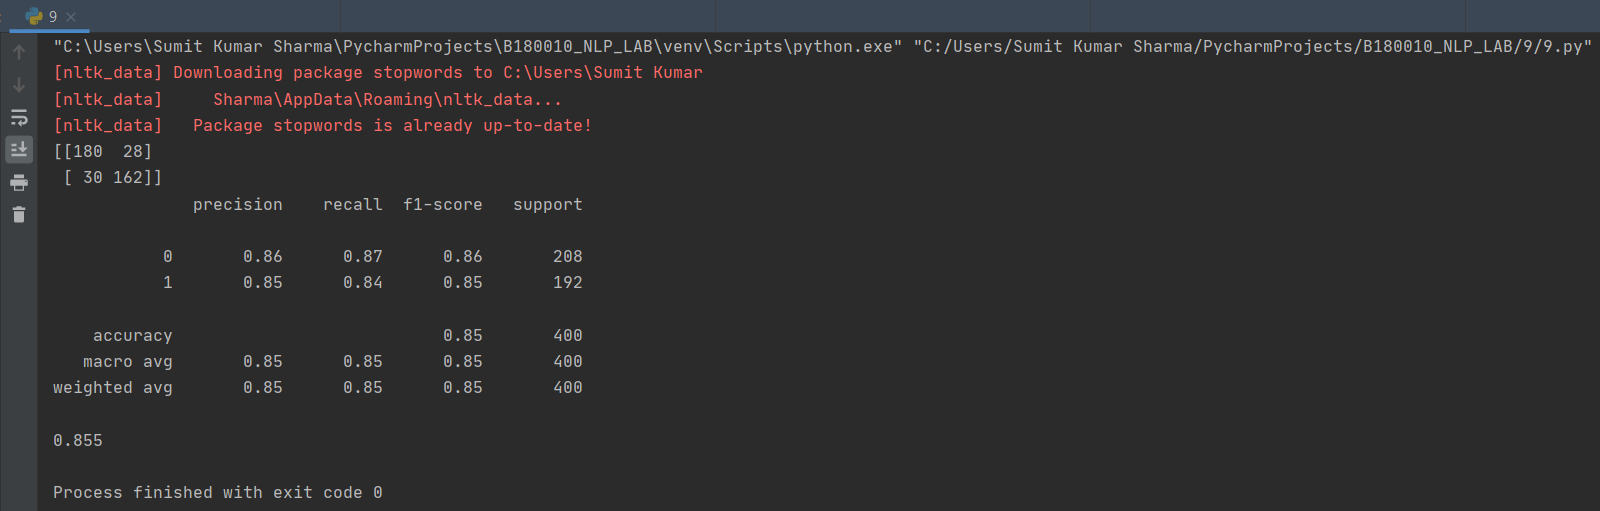 9
"C:\Users\Sumit Kumar Sharma\PycharmProjects\B180010_NLP_LAB\venv\Scripts\python.exe" "C:/Users/Sumit Kumar Sharma/PycharmProjects/B180010_NLP_LAB/9/9.py"
[nltk_data] Downloading package stopwords to C:\Users\Sumit Kumar
[nltk_data]     Sharma\AppData\Roaming\nltk_data...
[nltk_data]   Package stopwords is already up-to-date!
[[180  28]
 [ 30 162]]
              precision    recall  f1-score   support
           0       0.86      0.87      0.86       208
           1       0.85      0.84      0.85       192
    accuracy                           0.85       400
   macro avg       0.85      0.85      0.85       400
weighted avg       0.85      0.85      0.85       400
0.855
Process finished with exit code 0